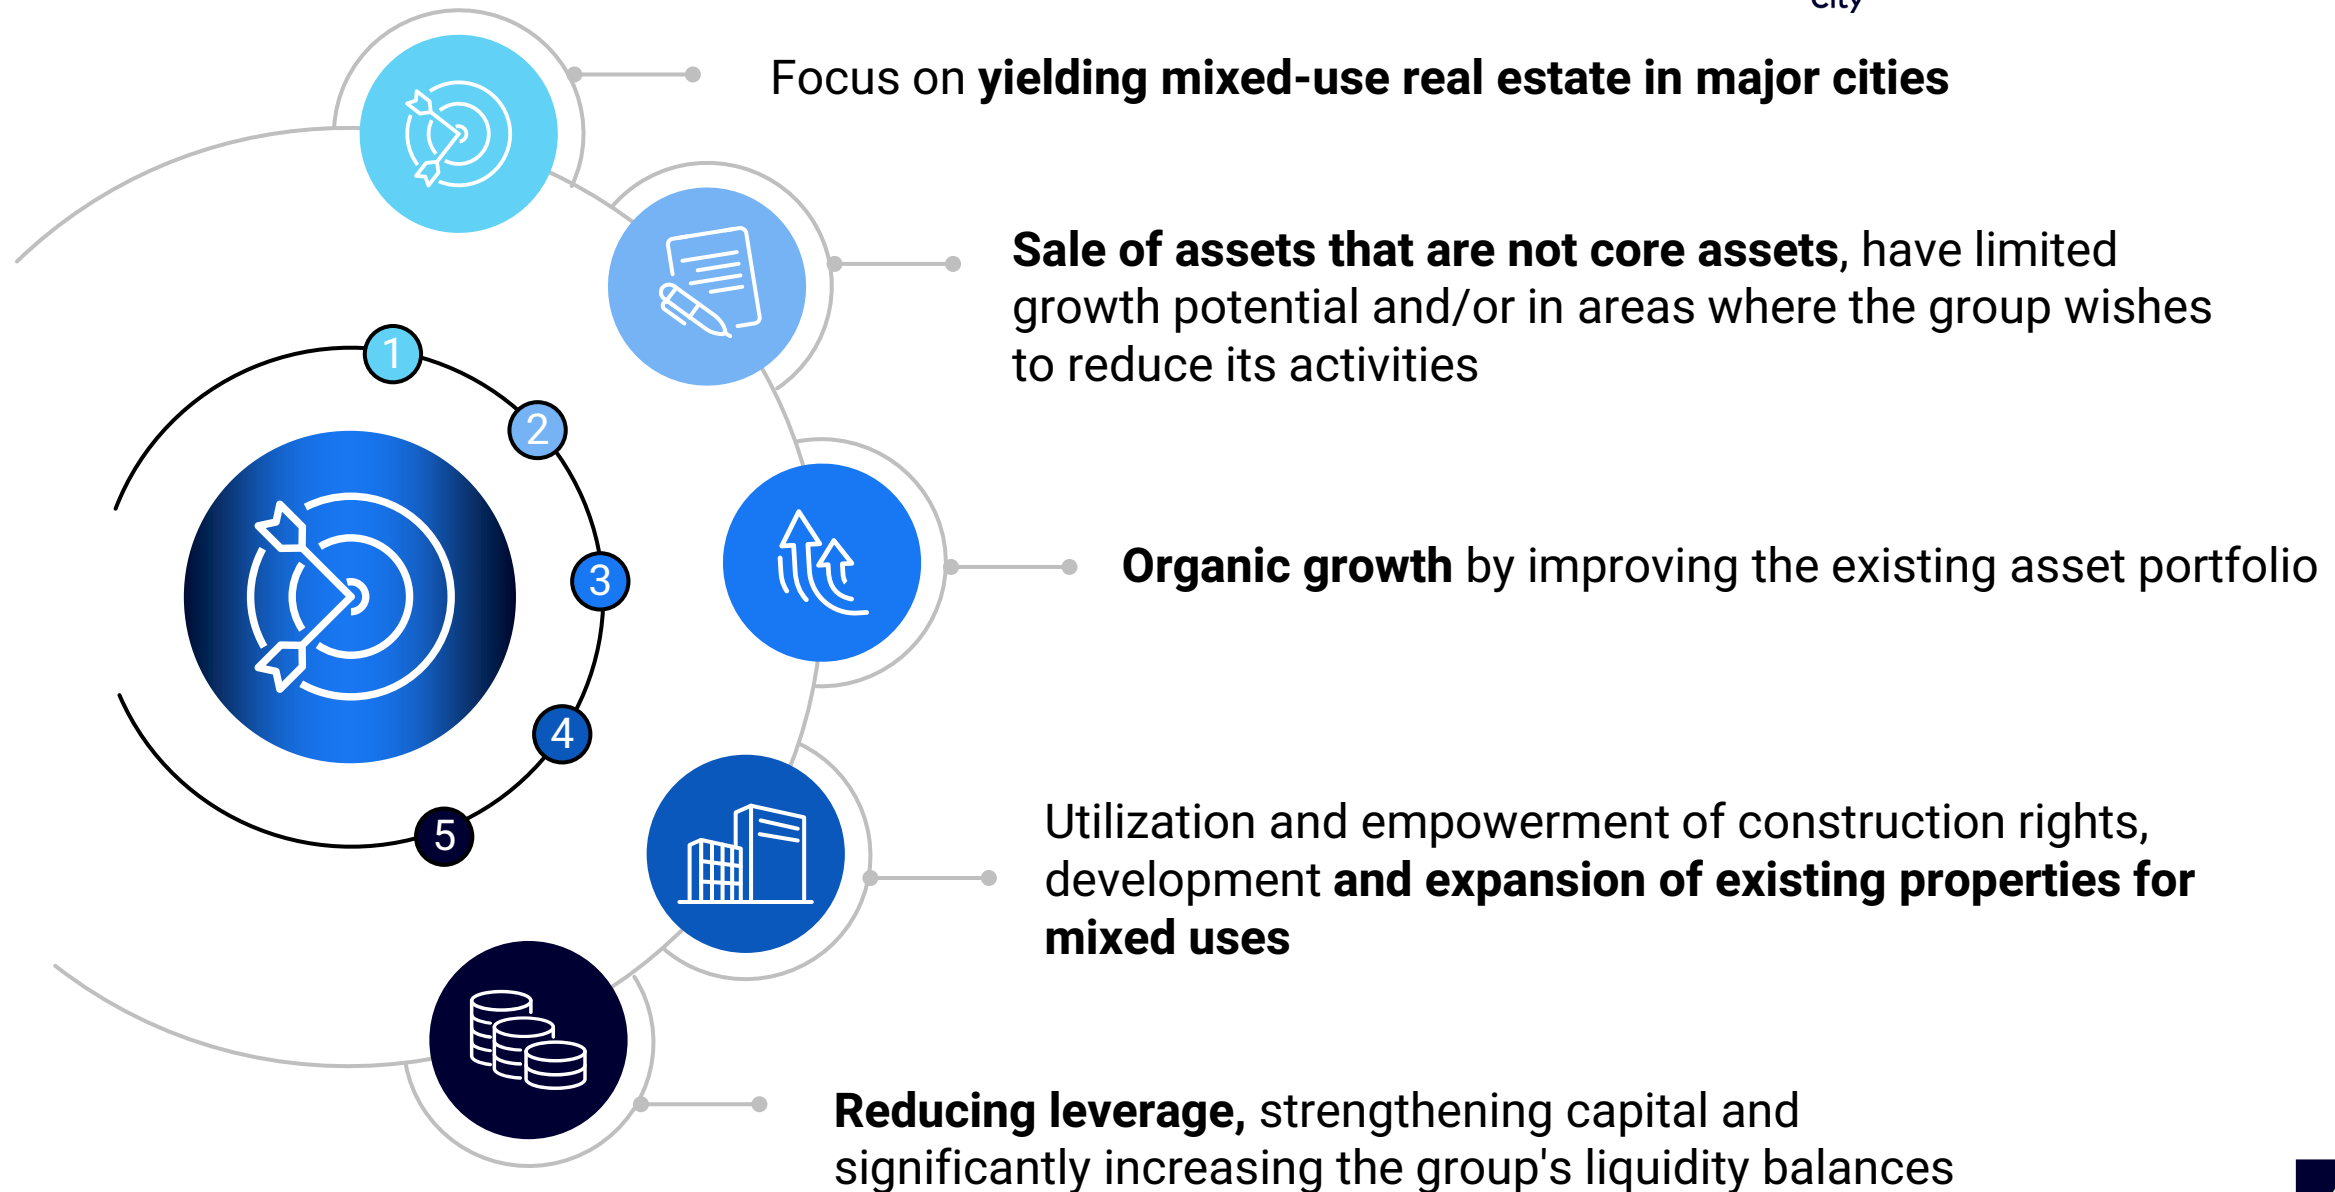 City
Focus on yielding mixed-use real estate in major cities
Sale of assets that are not core assets, have limited
growth potential and/or in areas where the group wishes
to reduce its activities
1
2
Organic growth by improving the existing asset portfolio
3
4
Utilization and empowerment of construction rights,
development and expansion of existing properties for
mixed uses
5
Reducing leverage, strengthening capital and
significantly increasing the group's liquidity balances